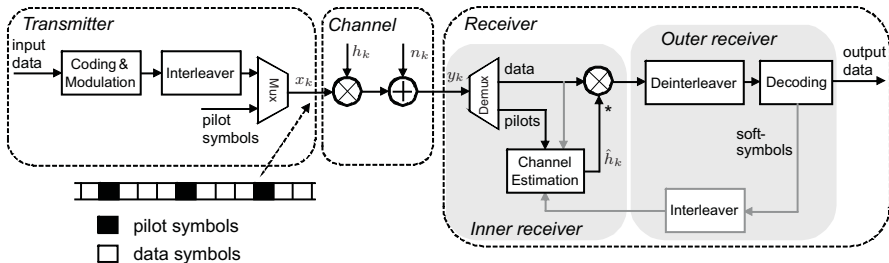 Transmitter
input
data
Coding &
Modulation
Interleaver
Mux
x_k
pilot
symbols
Channel
h_k
n_k
Receiver
y_k
Demux
data
pilots
*
Channel
Estimation
ĥ_k
Inner receiver
Outer receiver
Deinterleaver
Decoding
output
data
soft-
symbols
Interleaver
pilot symbols
data symbols